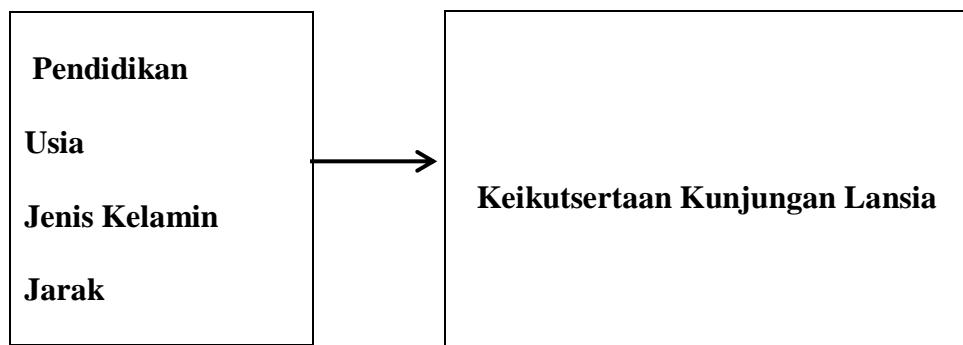 Pendidikan
Usia
Jenis Kelamin
Jarak
Keikutsertaan Kunjungan Lansia